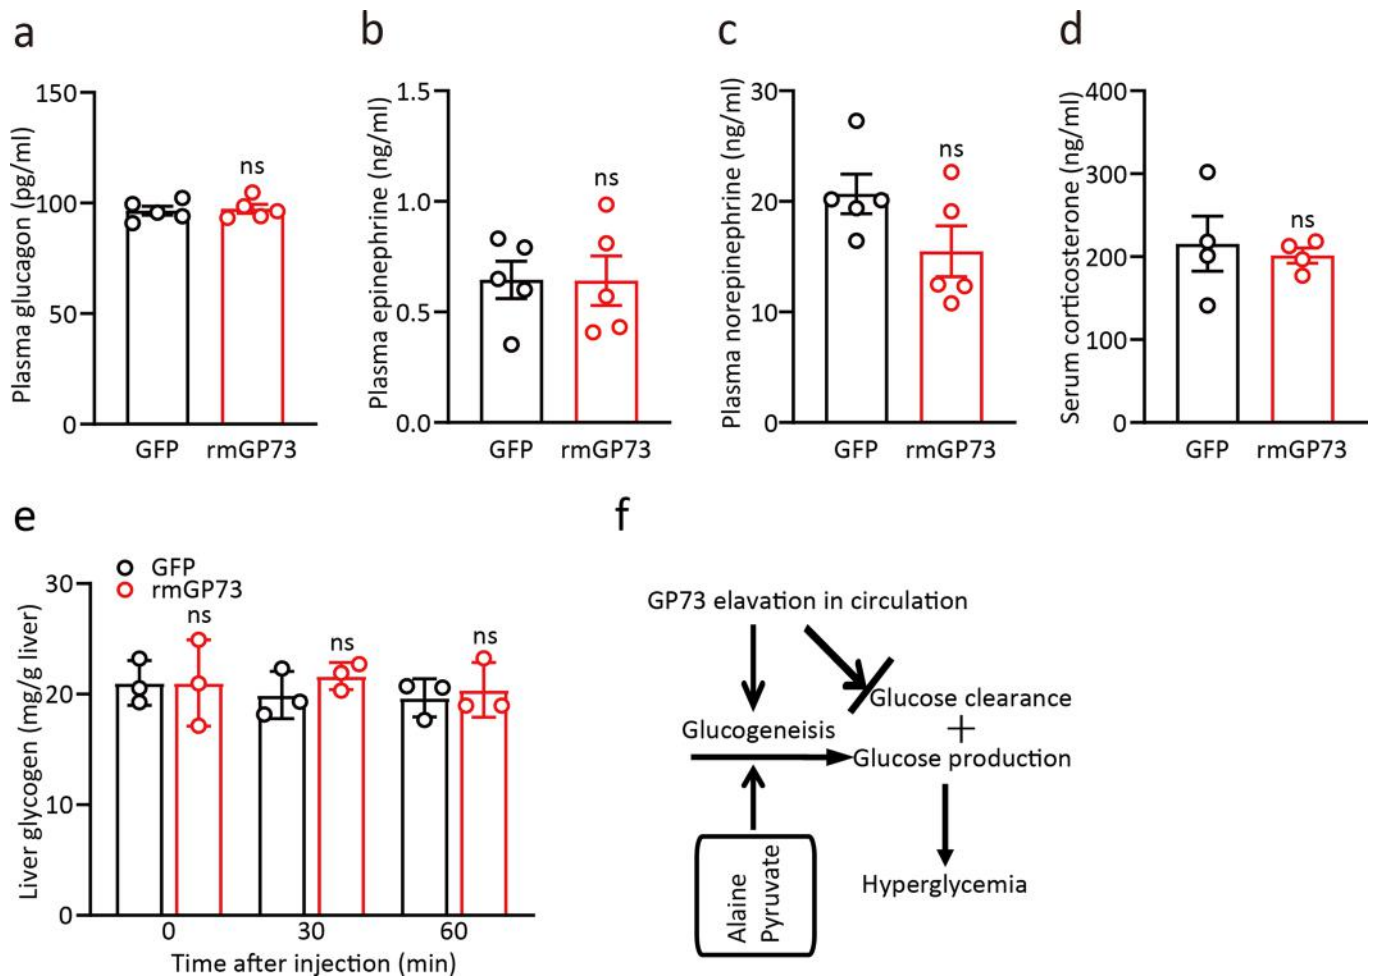 a
Plasma glucagon (pg/ml)
150
100
50
0
ns
GFP rmGP73
b
Plasma epinephrine (ng/ml)
1.5
1.0
0.5
0.0
ns
GFP rmGP73
c
Plasma norepinephrine (ng/ml)
30
20
10
0
ns
GFP rmGP73
d
Serum corticosterone (ng/ml)
400
300
200
100
0
ns
GFP rmGP73
e
GFP
rmGP73
Liver glycogen (mg/g liver)
30
20
10
0
ns
ns
ns
0 30 60
Time after injection (min)
f
GP73 elavation in circulation
Glucose clearance
+
Glucogeneisis
Glucose production
Alaine
Pyruvate
Hyperglycemia